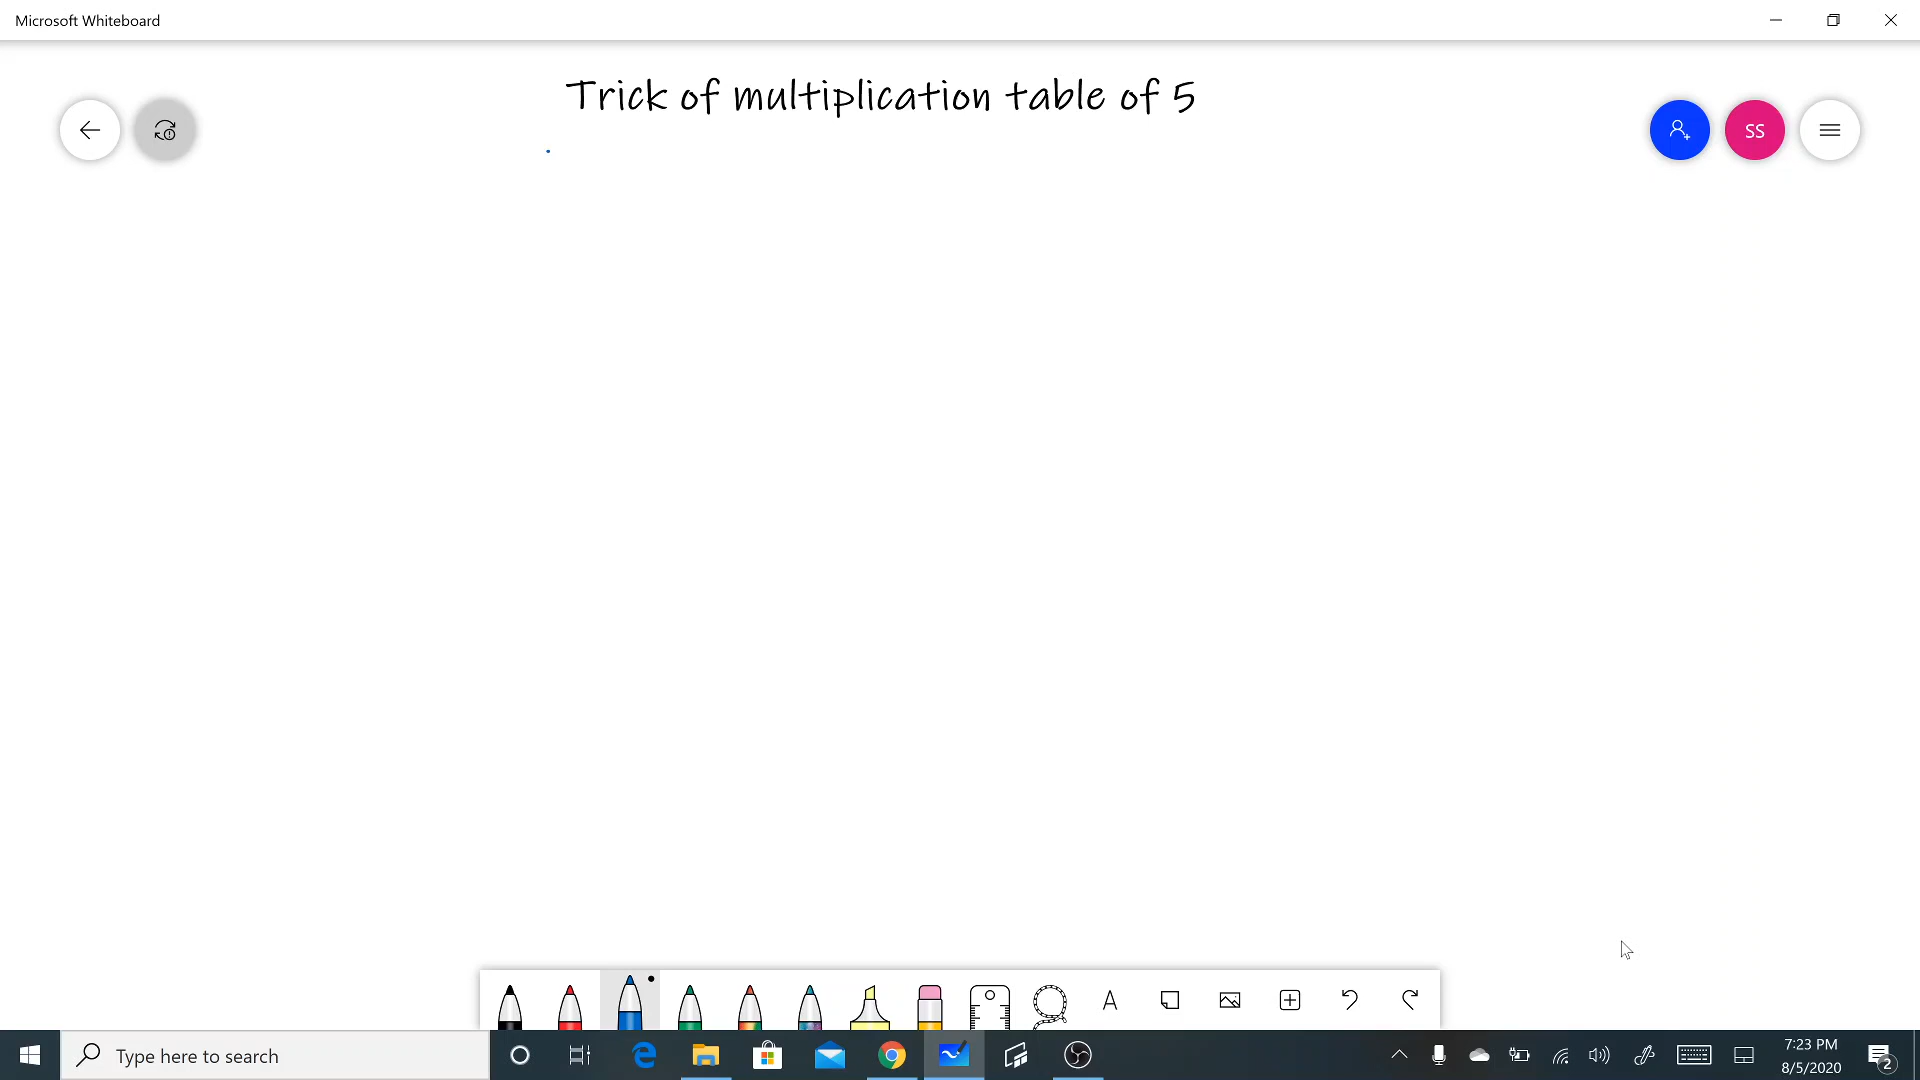 Microsoft Whiteboard
Trick of multiplication table of 5
SS
A
Type here to search
7:23 PM
8/5/2020
2